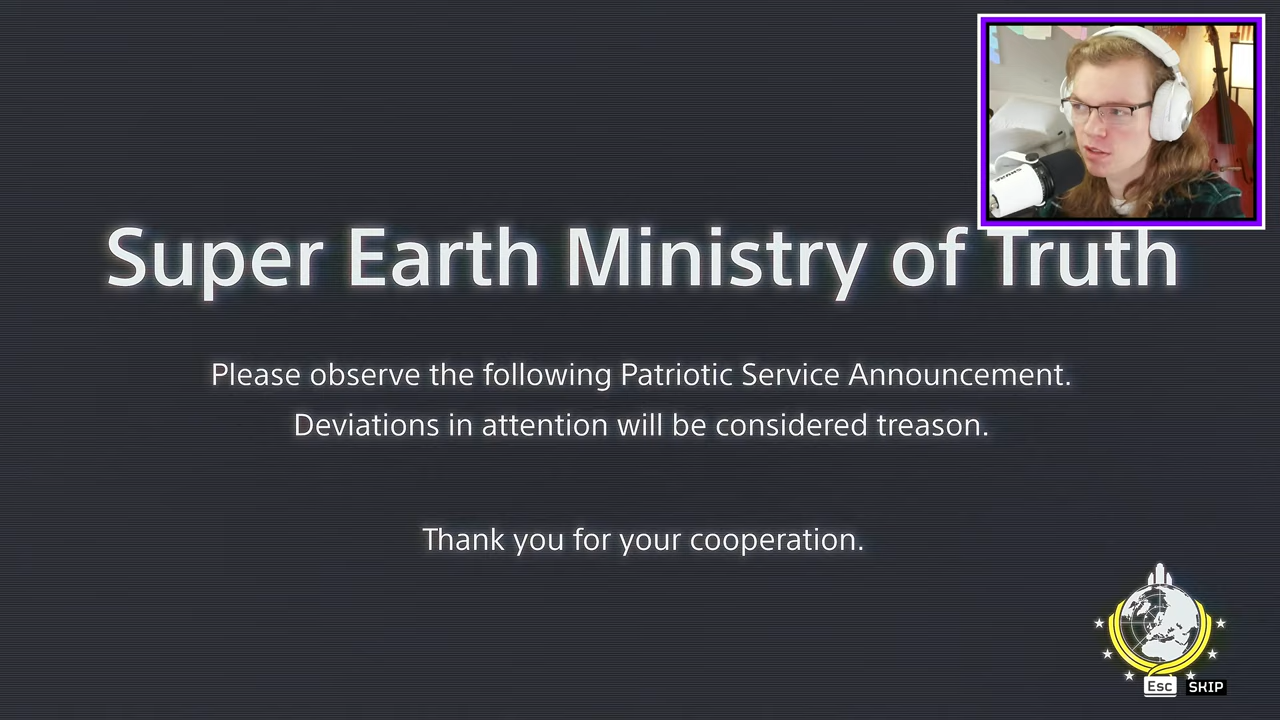 Super Earth Ministry of Truth
Please observe the following Patriotic Service Announcement.
Deviations in attention will be considered treason.
Thank you for your cooperation.
Esc SKIP